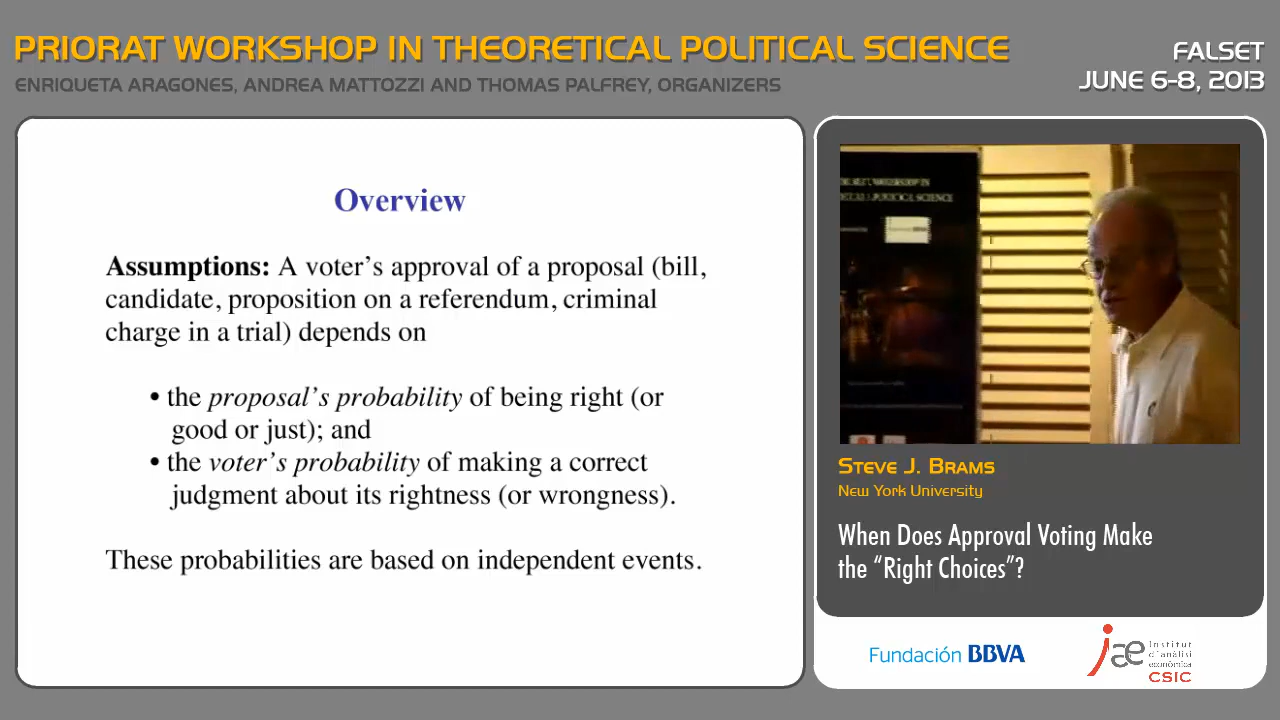 PRIORAT WORKSHOP IN THEORETICAL POLITICAL SCIENCE
ENRIQUETA ARAGONES, ANDREA MATTOZZI AND THOMAS PALFREY, ORGANIZERS
FALSET
JUNE 6-8, 2013
Overview
Assumptions: A voter's approval of a proposal (bill,
candidate, proposition on a referendum, criminal
charge in a trial) depends on
• the proposal's probability of being right (or
good or just); and
• the voter's probability of making a correct
judgment about its rightness (or wrongness).
These probabilities are based on independent events.
POLITICAL SCIENCE
STEVE J. BRAMS
New York University
When Does Approval Voting Make
the “Right Choices”?
Fundación BBVA
iae Institut
d'anàlisi
econòmica
CSIC